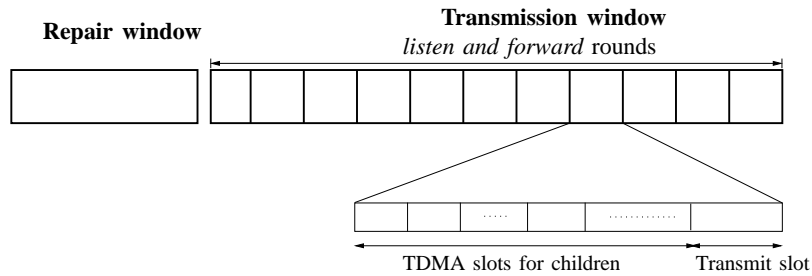 Repair window
Transmission window
listen and forward rounds
TDMA slots for children
Transmit slot